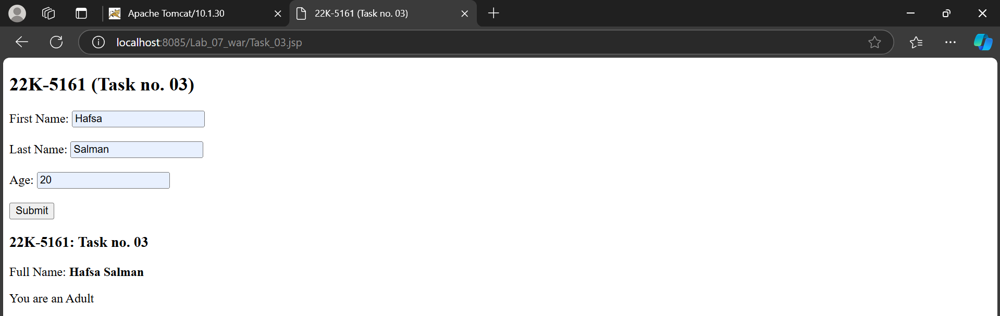 Apache Tomcat/10.1.30
22K-5161 (Task no. 03)
localhost:8085/Lab_07_war/Task_03.jsp
22K-5161 (Task no. 03)
First Name: Hafsa
Last Name: Salman
Age: 20
Submit
22K-5161: Task no. 03
Full Name: Hafsa Salman
You are an Adult